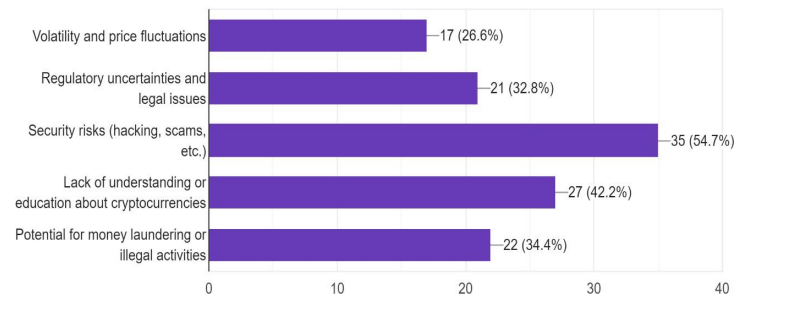 Volatility and price fluctuations
17 (26.6%)
Regulatory uncertainties and
legal issues
21 (32.8%)
Security risks (hacking, scams,
etc.)
35 (54.7%)
Lack of understanding or
education about cryptocurrencies
27 (42.2%)
Potential for money laundering or
illegal activities
22 (34.4%)
0 10 20 30 40